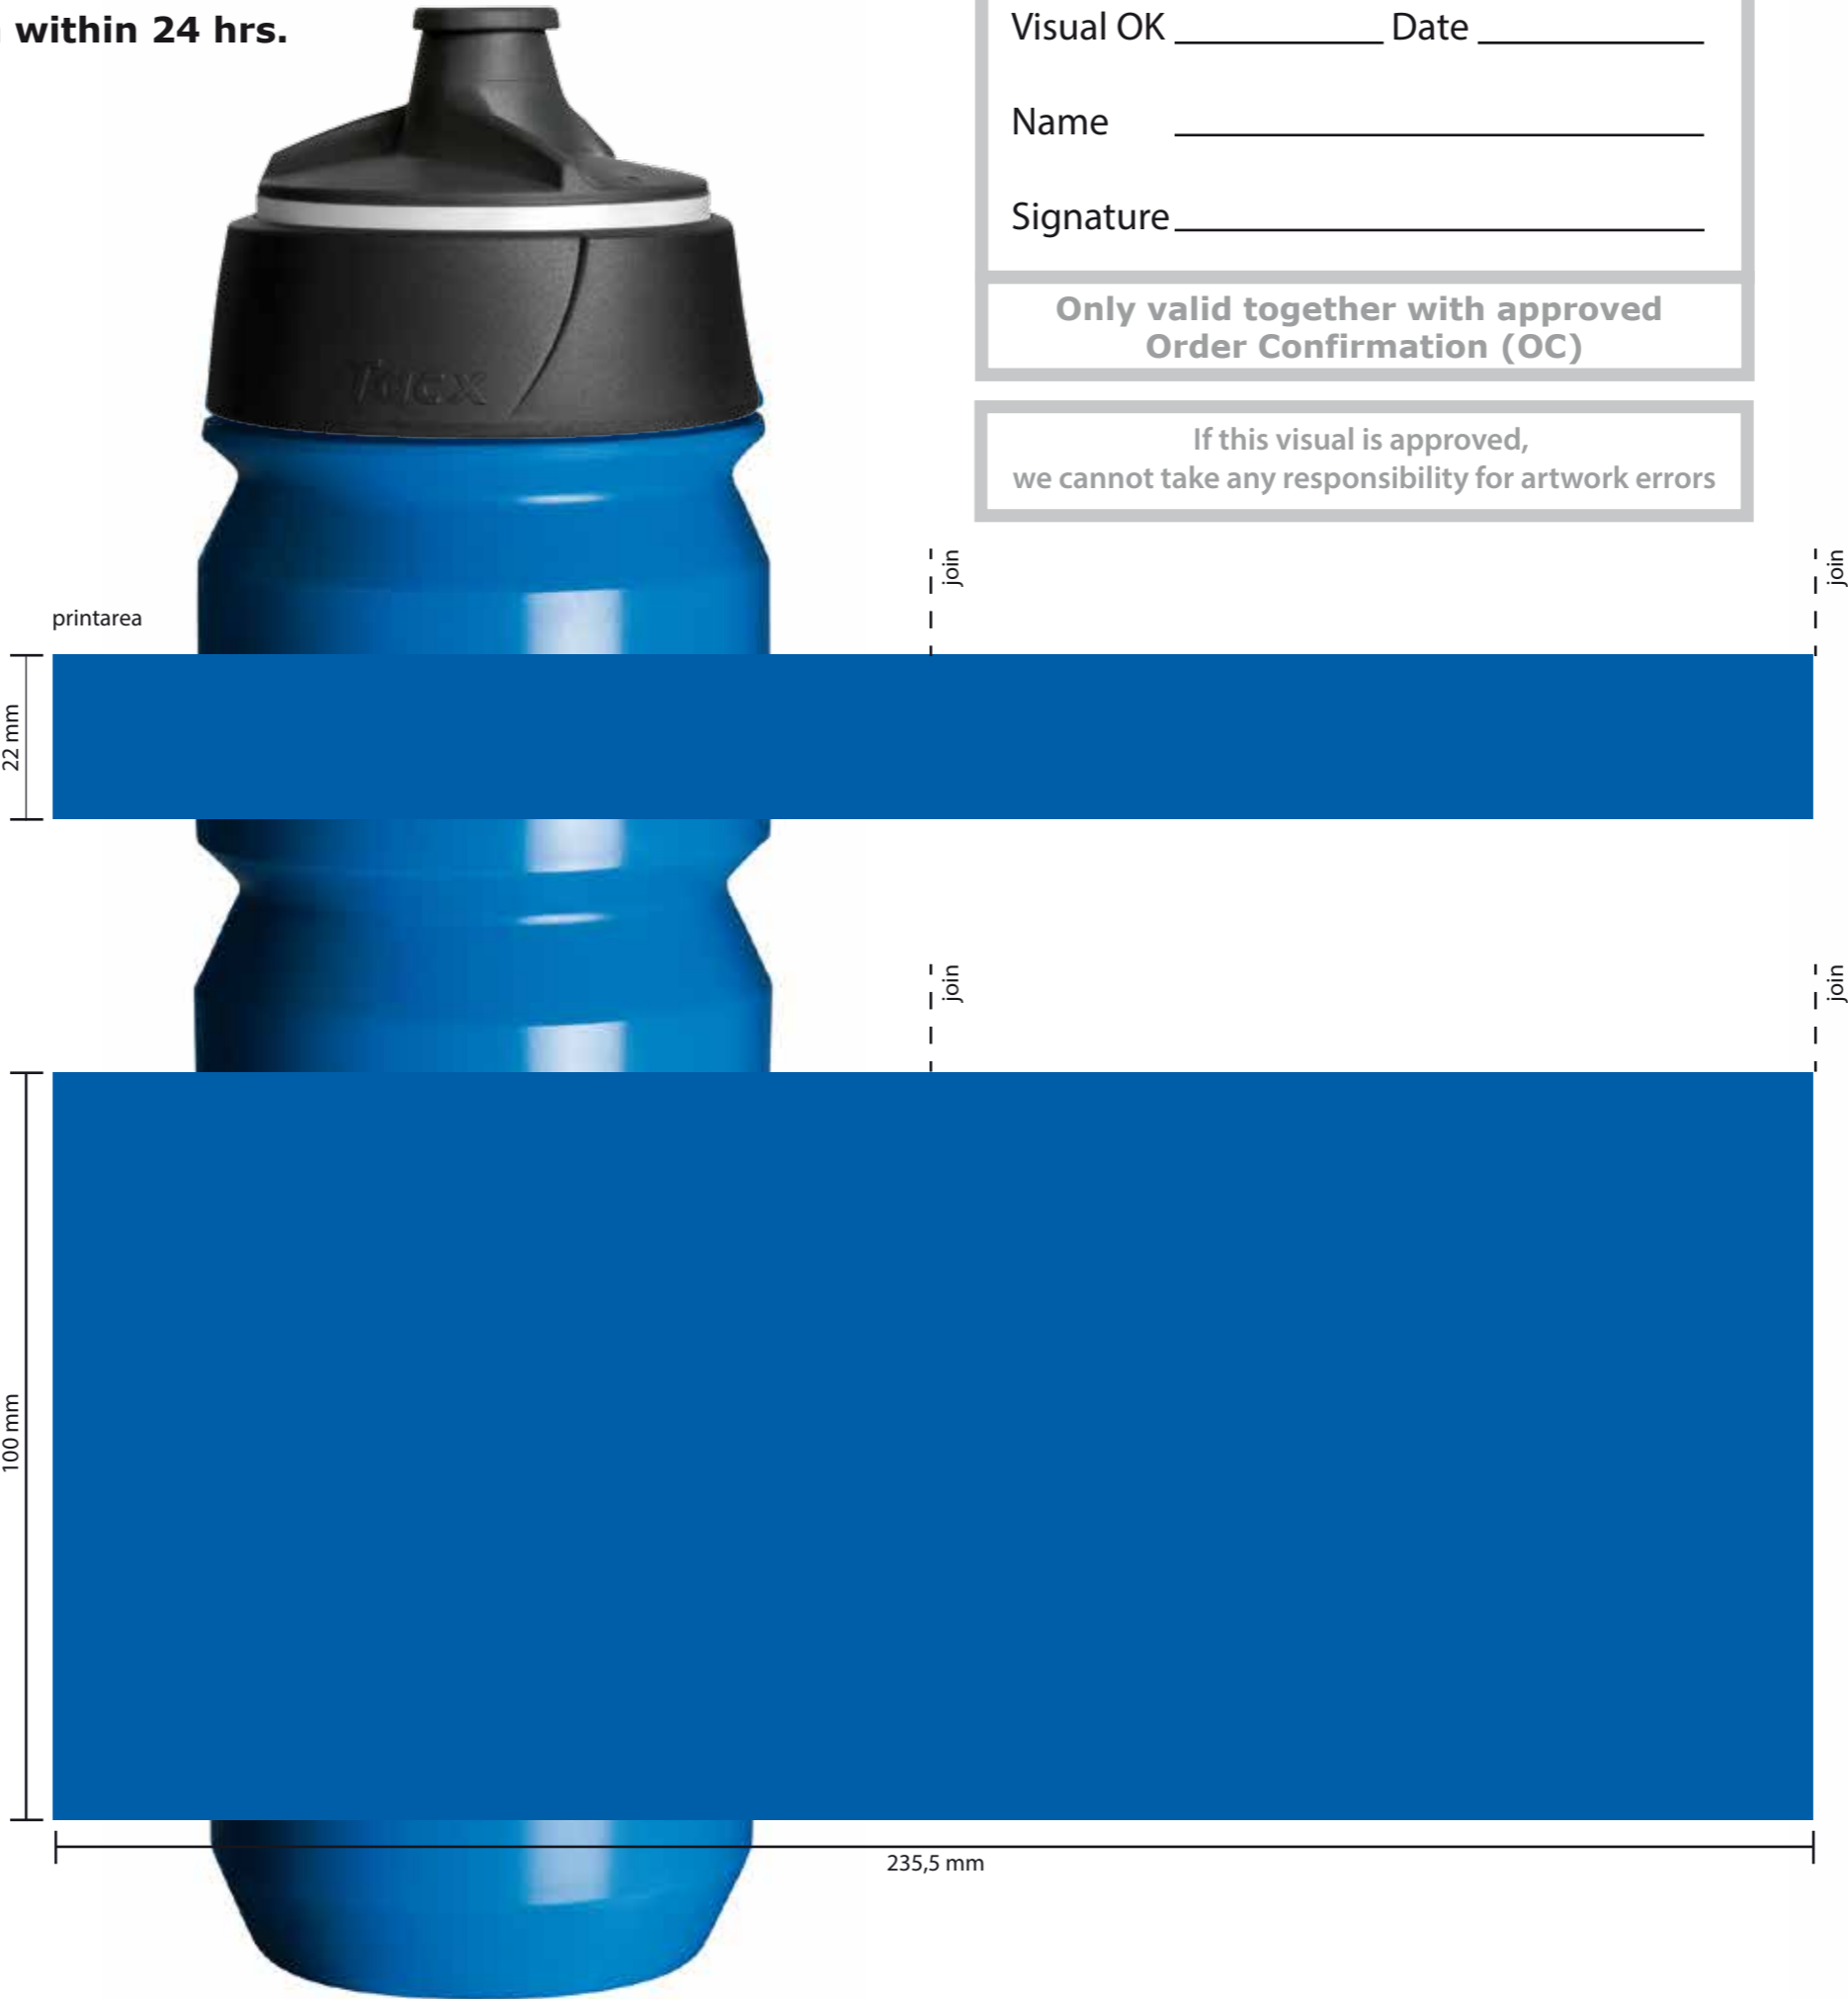 within 24 hrs.
Visual OK Date
Name
Signature
Only valid together with approved
Order Confirmation (OC)
If this visual is approved,
we cannot take any responsibility for artwork errors
Tacx
join
join
printarea
22 mm
join
join
100 mm
235,5 mm